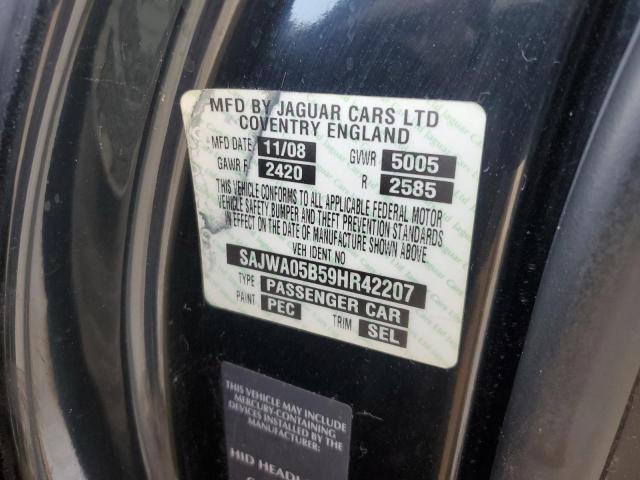 MFD BY JAGUAR CARS LTD
COVENTRY ENGLAND
MFD DATE 11/08 GVWR 5005
GAWR F 2420 R 2585
THIS VEHICLE CONFORMS TO ALL APPLICABLE FEDERAL MOTOR
VEHICLE SAFETY, BUMPER AND THEFT PREVENTION STANDARDS
IN EFFECT ON THE DATE OF MANUFACTURE SHOWN ABOVE
VEH IDENT NO
SAJWA05B59HR42207
TYPE PASSENGER CAR
PAINT PEC TRIM SEL
THIS VEHICLE MAY INCLUDE
MERCURY-CONTAINING
DEVICES INSTALLED BY THE
MANUFACTURER: